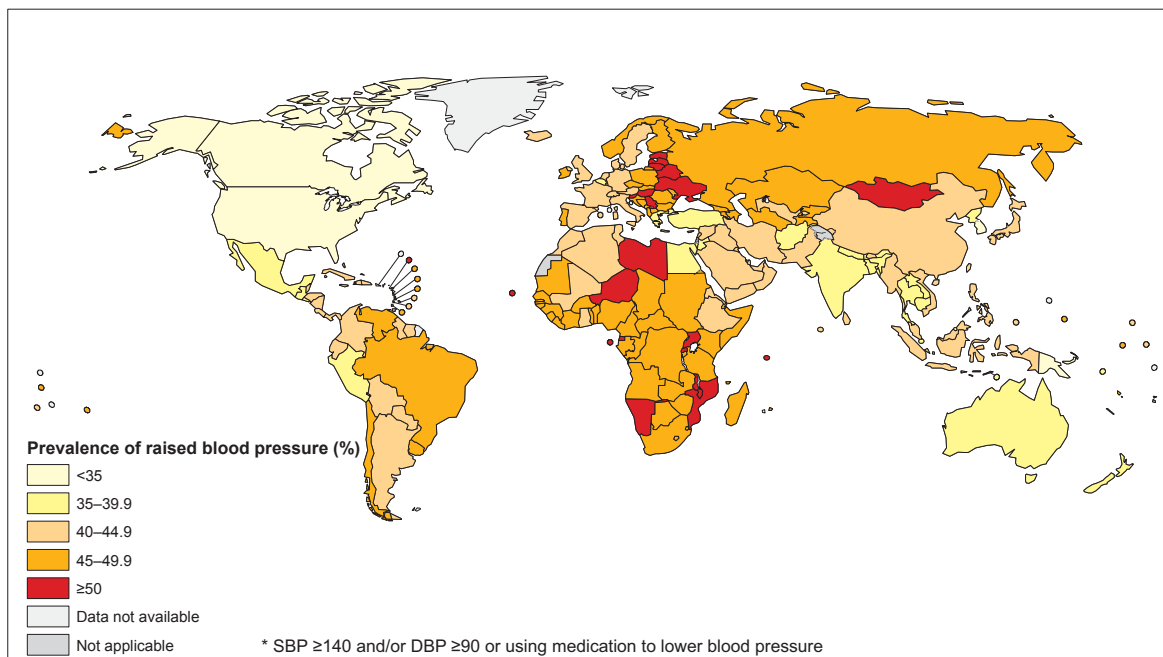 Prevalence of raised blood pressure (%)
<35
35–39.9
40–44.9
45–49.9
≥50
Data not available
Not applicable
* SBP ≥140 and/or DBP ≥90 or using medication to lower blood pressure